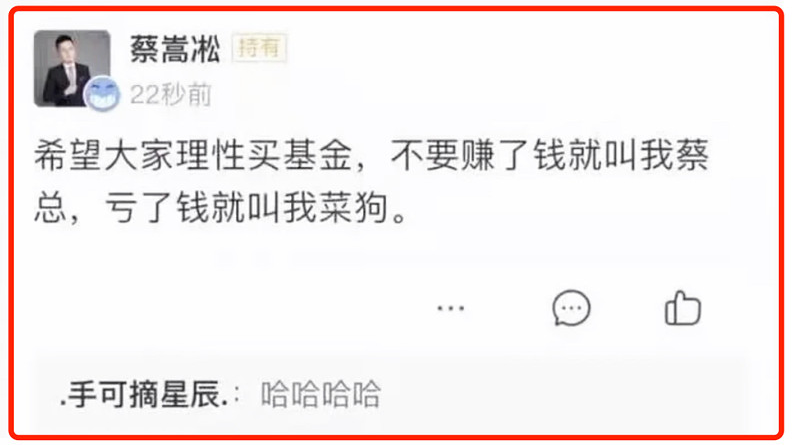 蔡嵩凇 持有
22秒前
希望大家理性买基金，不要赚了钱就叫我蔡
总，亏了钱就叫我菜狗。
.手可摘星辰.：哈哈哈哈